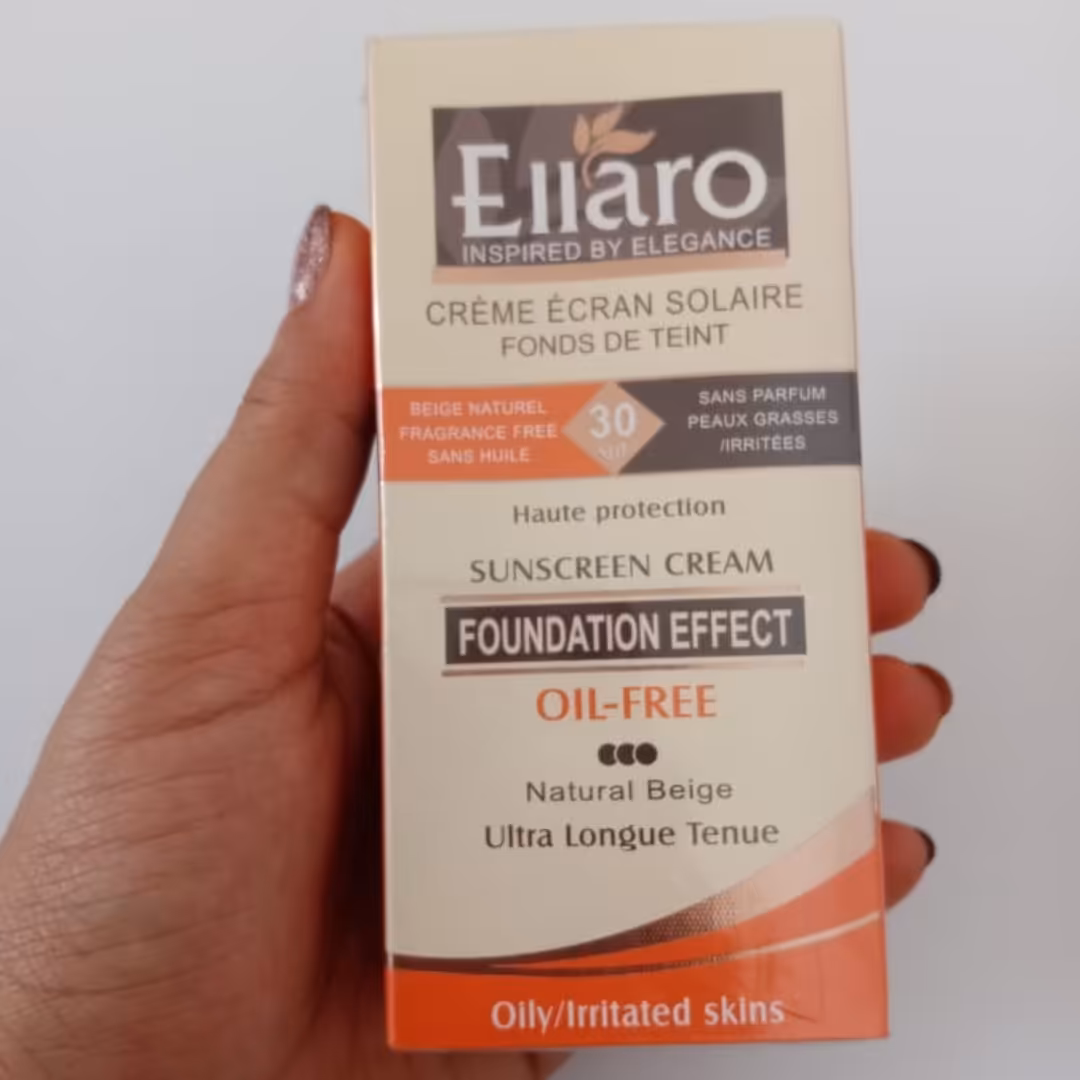 Ellaro
INSPIRED BY ELEGANCE
CRÈME ÉCRAN SOLAIRE
FONDS DE TEINT
BEIGE NATUREL
FRAGRANCE FREE
SANS HUILE
30
SPF
SANS PARFUM
PEAUX GRASSES
/IRRITÉES
Haute protection
SUNSCREEN CREAM
FOUNDATION EFFECT
OIL-FREE
Natural Beige
Ultra Longue Tenue
Oily/Irritated skins